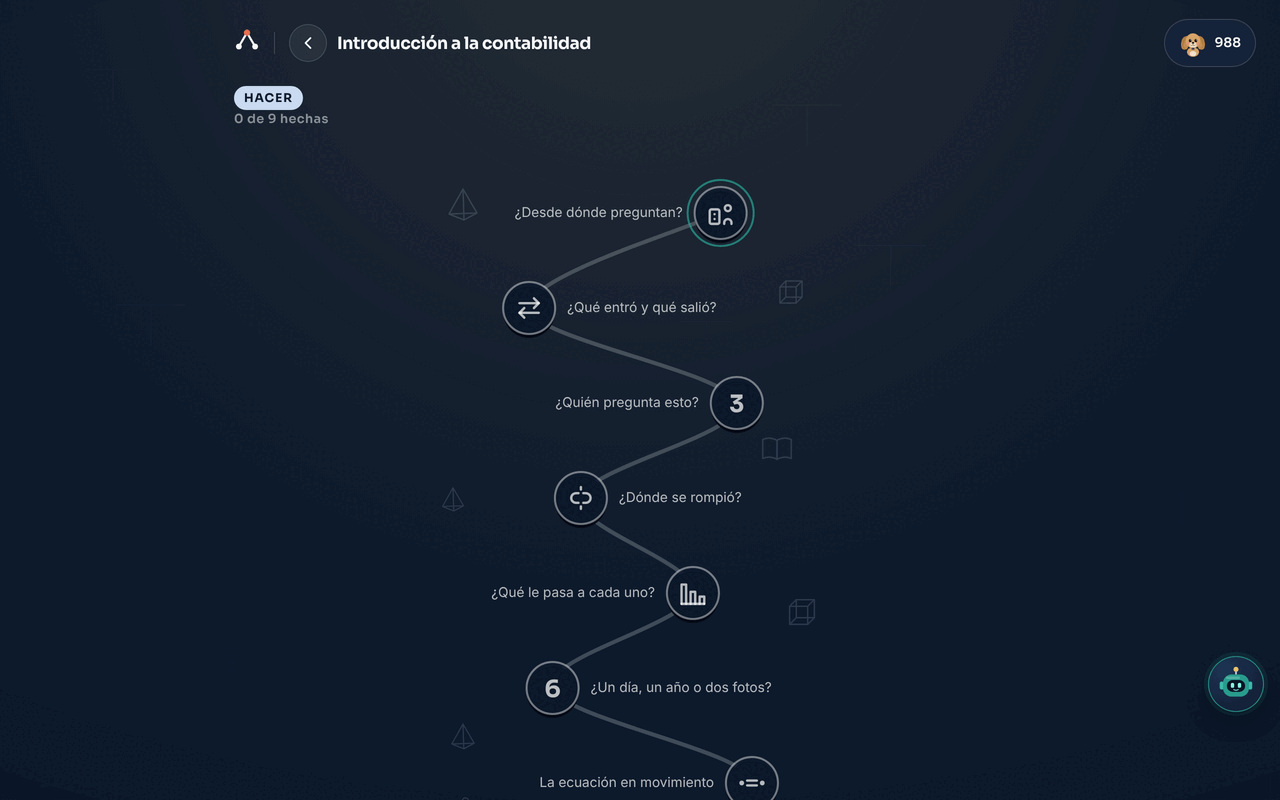 Introducción a la contabilidad
988
HACER
0 de 9 hechas
¿Desde dónde preguntan?
¿Qué entró y qué salió?
¿Quién pregunta esto?
3
¿Dónde se rompió?
¿Qué le pasa a cada uno?
6
¿Un día, un año o dos fotos?
La ecuación en movimiento